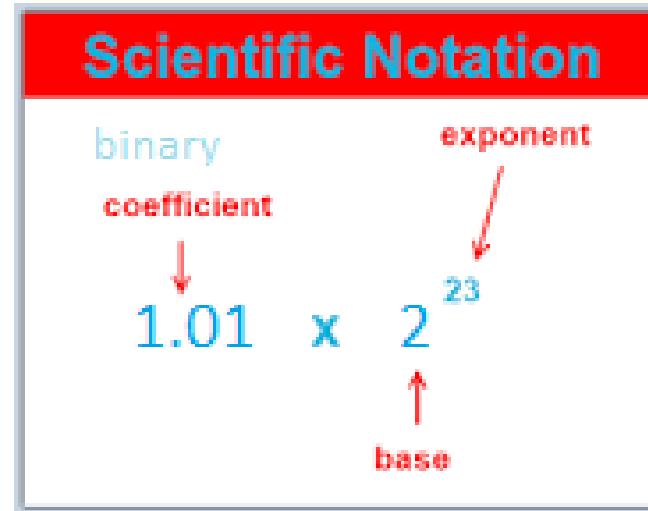 Scientific Notation
binary
exponent
coefficient
1.01 x 2 23
base